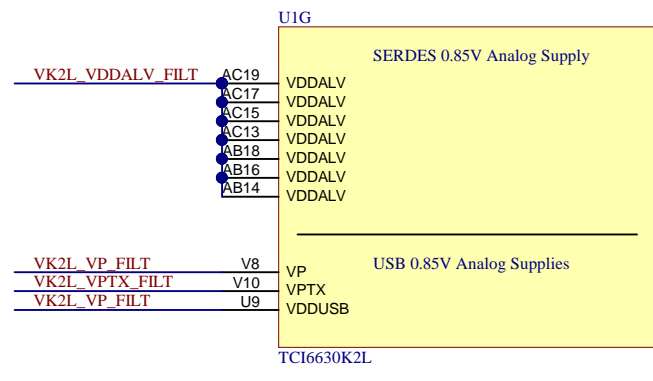 U1G
SERDES 0.85V Analog Supply
VK2L_VDDALV_FILT AC19 VDDALV
AC17 VDDALV
AC15 VDDALV
AC13 VDDALV
AB18 VDDALV
AB16 VDDALV
AB14 VDDALV
USB 0.85V Analog Supplies
VK2L_VP_FILT V8 VP
VK2L_VPTX_FILT V10 VPTX
VK2L_VP_FILT U9 VDDUSB
TCI6630K2L